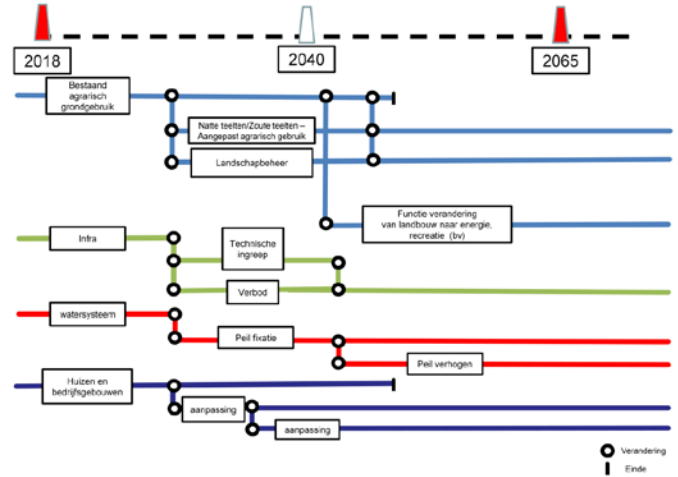 2018
2040
2065
Bestaand
agrarisch
grondgebruik
Natte teelten/Zoute teelten –
Aangepast agrarisch gebruik
Landschapbeheer
Functie verandering
van landbouw naar energie,
recreatie (bv)
Infra
Technische
ingreep
Verbod
watersysteem
Peil fixatie
Peil verhogen
Huizen en
bedrijfsgebouwen
aanpassing
aanpassing
Verandering
Einde